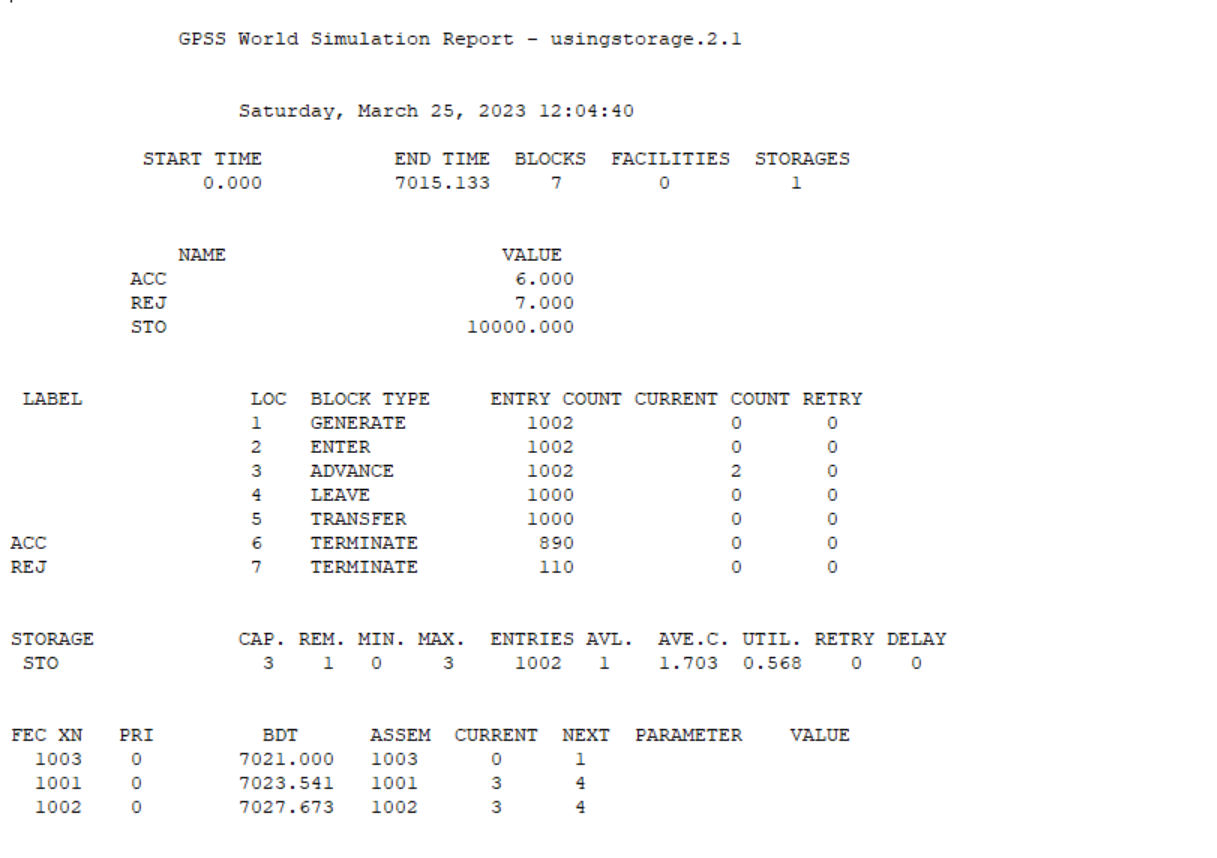 GPSS World Simulation Report - usingstorage.2.1
Saturday, March 25, 2023 12:04:40
START TIME END TIME BLOCKS FACILITIES STORAGES
0.000 7015.133 7 0 1
NAME VALUE
ACC 6.000
REJ 7.000
STO 10000.000
LABEL LOC BLOCK TYPE ENTRY COUNT CURRENT COUNT RETRY
1 GENERATE 1002 0 0
2 ENTER 1002 0 0
3 ADVANCE 1002 2 0
4 LEAVE 1000 0 0
5 TRANSFER 1000 0 0
ACC 6 TERMINATE 890 0 0
REJ 7 TERMINATE 110 0 0
STORAGE CAP. REM. MIN. MAX. ENTRIES AVL. AVE.C. UTIL. RETRY DELAY
STO 3 1 0 3 1002 1 1.703 0.568 0 0
FEC XN PRI BDT ASSEM CURRENT NEXT PARAMETER VALUE
1003 0 7021.000 1003 0 1
1001 0 7023.541 1001 3 4
1002 0 7027.673 1002 3 4